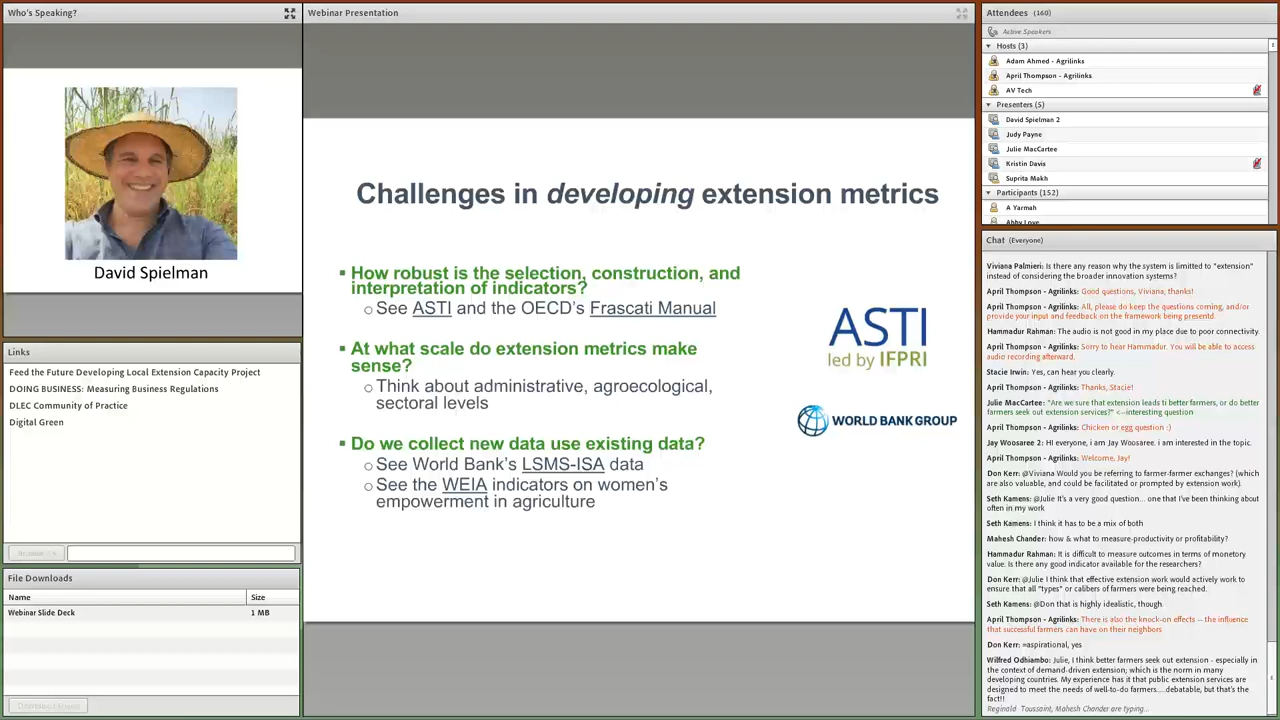 Who's Speaking?
David Spielman
Links
Feed the Future Developing Local Extension Capacity Project
DOING BUSINESS: Measuring Business Regulations
DLEC Community of Practice
Digital Green
File Downloads
Name Size
Webinar Slide Deck 1 MB
Webinar Presentation
Challenges in developing extension metrics
▪ How robust is the selection, construction, and
interpretation of indicators?
○ See ASTI and the OECD's Frascati Manual
▪ At what scale do extension metrics make
sense?
○ Think about administrative, agroecological,
sectoral levels
▪ Do we collect new data use existing data?
○ See World Bank's LSMS-ISA data
○ See the WEIA indicators on women's
empowerment in agriculture
ASTI
led by IFPRI
WORLD BANK GROUP
Attendees (160)
Active Speakers
Hosts (3)
Adam Ahmed - Agrilinks
April Thompson - Agrilinks
AV Tech
Presenters (5)
David Spielman 2
Judy Payne
Julie MacCartee
Kristin Davis
Suprita Makh
Participants (152)
A Yarmah
Abby Love
Chat (Everyone)
Viviana Palmieri: Is there any reason why the system is limitted to "extension"
instead of considering the broader innovation systems?
April Thompson - Agrilinks: Good questions, Viviana, thanks!
April Thompson - Agrilinks: All, please do keep the questions coming, and/or
provide your input and feedback on the framework being presentd.
Hammadur Rahman: The audio is not good in my place due to poor connectivity.
April Thompson - Agrilinks: Sorry to hear Hammadur. You will be able to access
audio recording afterward.
Stacie Irwin: Yes, can hear you clearly.
April Thompson - Agrilinks: Thanks, Stacie!
Julie MacCartee: "Are we sure that extension leads ti better farmers, or do better
farmers seek out extension services?" <--interesting question
April Thompson - Agrilinks: Chicken or egg question :)
Jay Woosaree 2: HI everyone, i am Jay Woosaree. i am interested in the topic.
April Thompson - Agrilinks: Welcome, Jay!
Don Kerr: @Viviana Would you be referring to farmer-farmer exchanges? (which
are also valuable, and could be facilitated or prompted by extension work).
Seth Kamens: @Julie It's a very good question... one that I've been thinking about
often in my work
Seth Kamens: I think it has to be a mix of both
Mahesh Chander: how & what to measure-productivity or profitability?
Hammadur Rahman: It is difficult to measure outcomes in terms of monetory
value. Is there any good indicator available for the researchers?
Don Kerr: @Julie I think that effective extension work would actively work to
ensure that all "types" or calibers of farmers were being reached.
Seth Kamens: @Don that is highly idealistic, though.
April Thompson - Agrilinks: There is also the knock-on effects -- the influence
that successful farmers can have on their neighbors
Don Kerr: =aspirational, yes
Wilfred Odhiambo: Julie, I think better farmers seek out extension - especially in
the context of demand-driven extension; which is the norm in many
developing countries. My experience has it that public extension services are
designed to meet the needs of well-to-do farmers.....debatable, but that's the
fact!!
Reginald Toussaint, Mahesh Chander are typing...